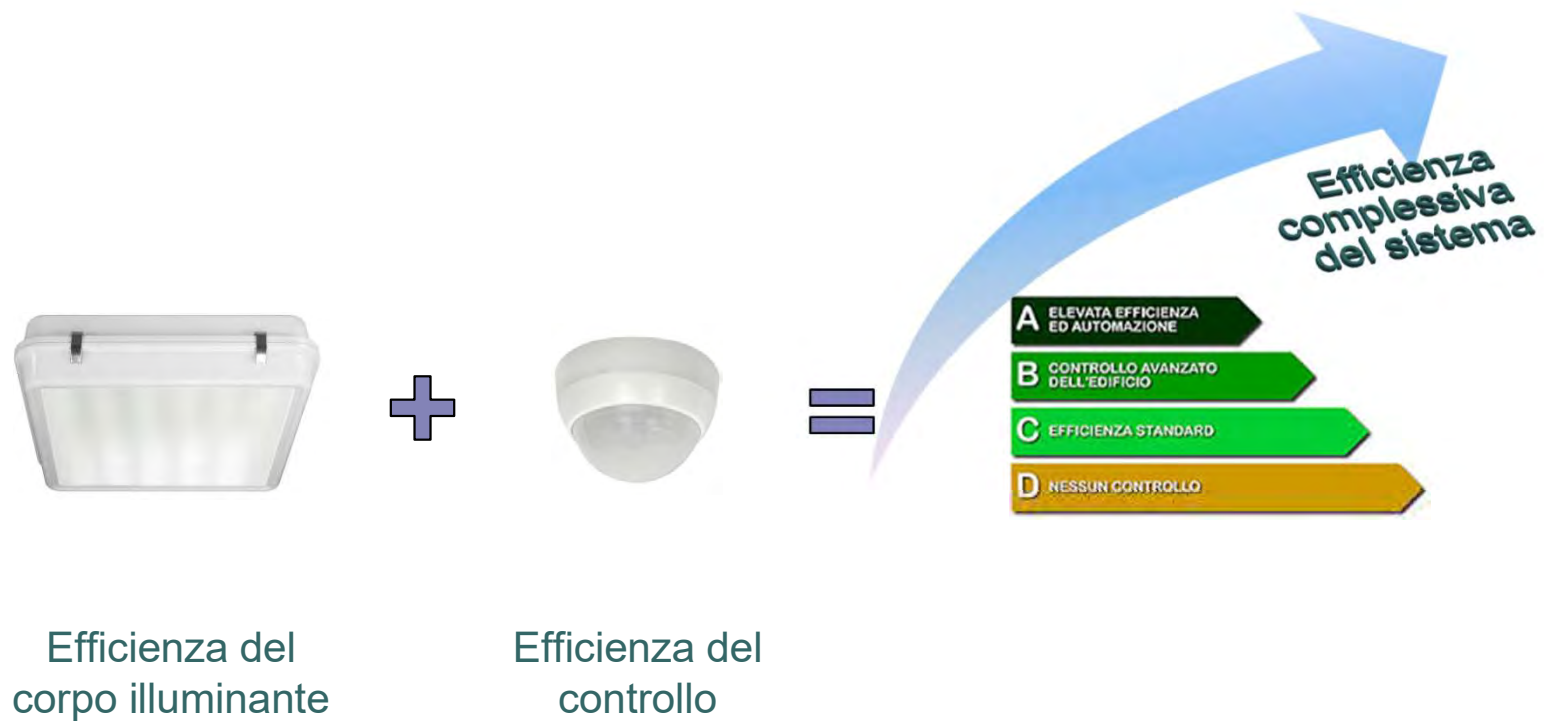 Efficienza
complessiva
del sistema
A ELEVATA EFFICIENZA
ED AUTOMAZIONE
B CONTROLLO AVANZATO
DELL'EDIFICIO
C EFFICIENZA STANDARD
D NESSUN CONTROLLO
Efficienza del
corpo illuminante
Efficienza del
controllo